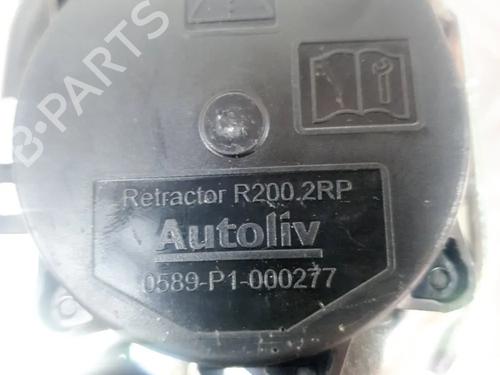 B-PARTS
Retractor R200.2RP
Autoliv
0589-P1-000277